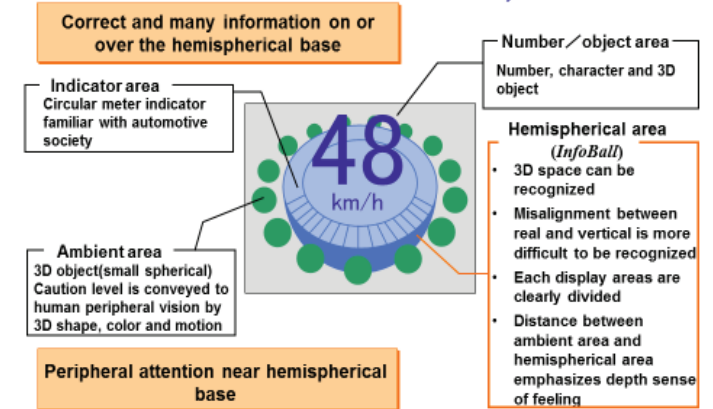 Correct and many information on or
over the hemispherical base
Number／object area
Number, character and 3D
object
Indicator area
Circular meter indicator
familiar with automotive
society
48
km/h
Hemispherical area
(InfoBall)
• 3D space can be
recognized
• Misalignment between
real and vertical is more
difficult to be recognized
• Each display areas are
clearly divided
• Distance between
ambient area and
hemispherical area
emphasizes depth sense
of feeling
Ambient area
3D object(small spherical)
Caution level is conveyed to
human peripheral vision by
3D shape, color and motion
Peripheral attention near hemispherical
base